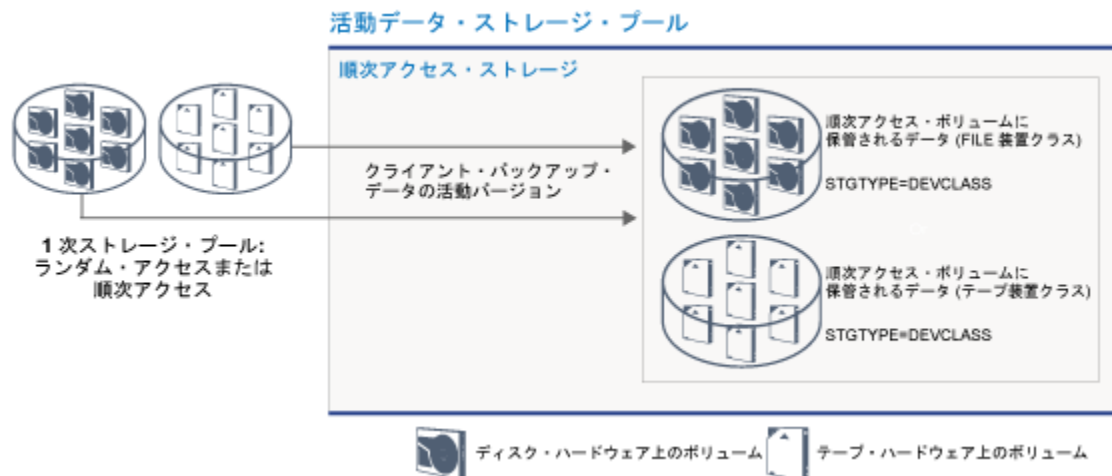 活動データ・ストレージ・プール
順次アクセス・ストレージ
順次アクセス・ボリュームに
保管されるデータ (FILE 装置クラス)
STGTYPE=DEVCLASS
クライアント・バックアップ・
データの活動バージョン
1 次ストレージ・プール:
ランダム・アクセスまたは
順次アクセス
順次アクセス・ボリュームに
保管されるデータ (テープ装置クラス)
STGTYPE=DEVCLASS
ディスク・ハードウェア上のボリューム
テープ・ハードウェア上のボリューム